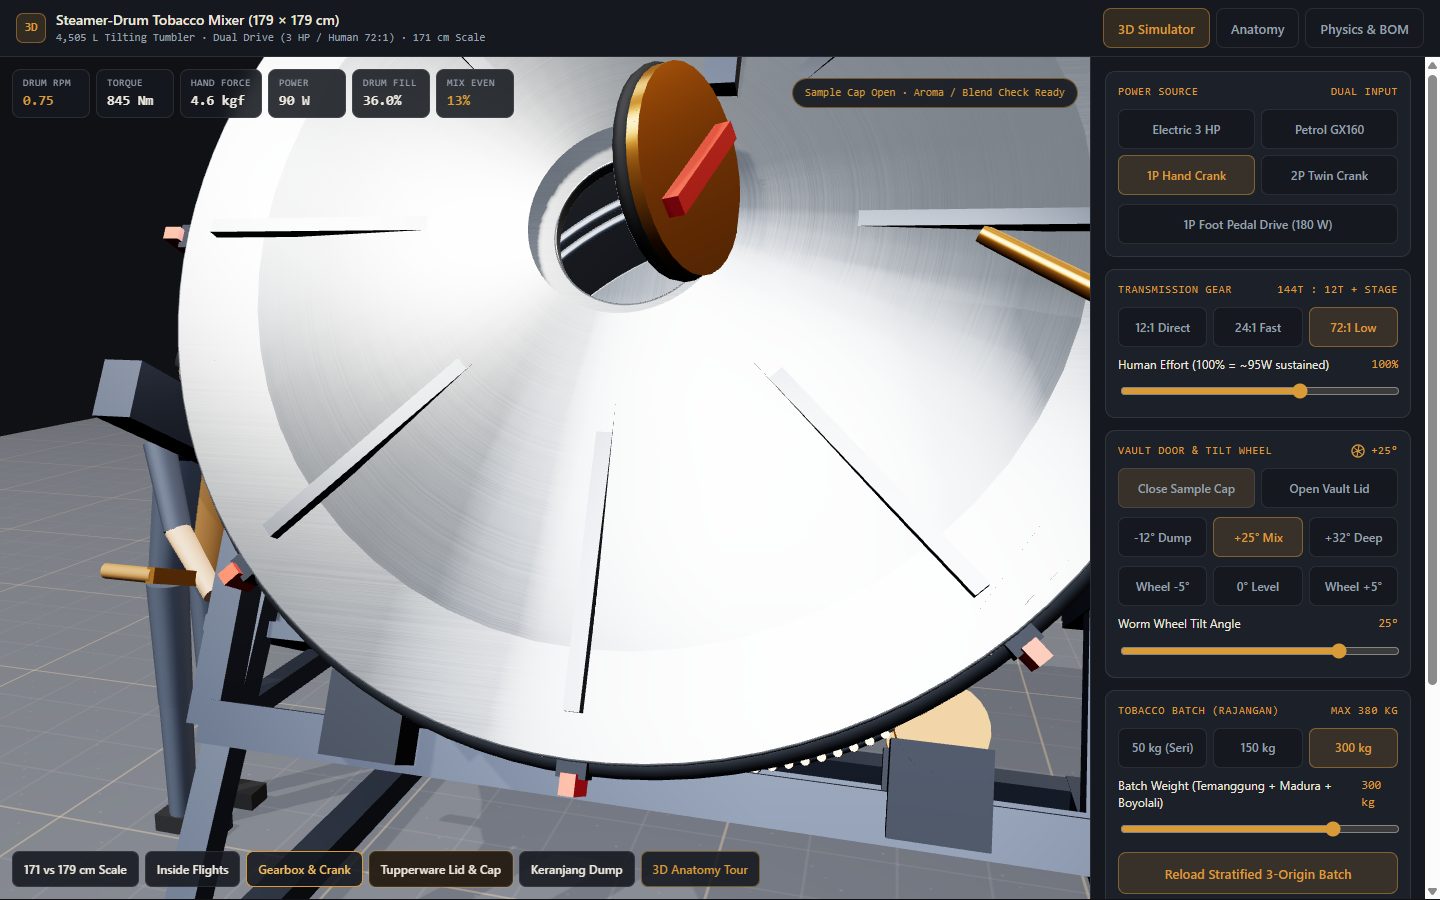 3D
Steamer-Drum Tobacco Mixer (179 × 179 cm)
4,505 L Tilting Tumbler · Dual Drive (3 HP / Human 72:1) · 171 cm Scale
3D Simulator
Anatomy
Physics & BOM
DRUM RPM
0.75
TORQUE
845 Nm
HAND FORCE
4.6 kgf
POWER
90 W
DRUM FILL
36.0%
MIX EVEN
13%
Sample Cap Open · Aroma / Blend Check Ready
POWER SOURCE
DUAL INPUT
Electric 3 HP
Petrol GX160
1P Hand Crank
2P Twin Crank
1P Foot Pedal Drive (180 W)
TRANSMISSION GEAR
144T : 12T + STAGE
12:1 Direct
24:1 Fast
72:1 Low
Human Effort (100% = ~95W sustained)
100%
VAULT DOOR & TILT WHEEL
+25°
Close Sample Cap
Open Vault Lid
-12° Dump
+25° Mix
+32° Deep
Wheel -5°
0° Level
Wheel +5°
Worm Wheel Tilt Angle
25°
TOBACCO BATCH (RAJANGAN)
MAX 380 KG
50 kg (Seri)
150 kg
300 kg
Batch Weight (Temanggung + Madura +
Boyolali)
300
kg
Reload Stratified 3-Origin Batch
171 vs 179 cm Scale
Inside Flights
Gearbox & Crank
Tupperware Lid & Cap
Keranjang Dump
3D Anatomy Tour